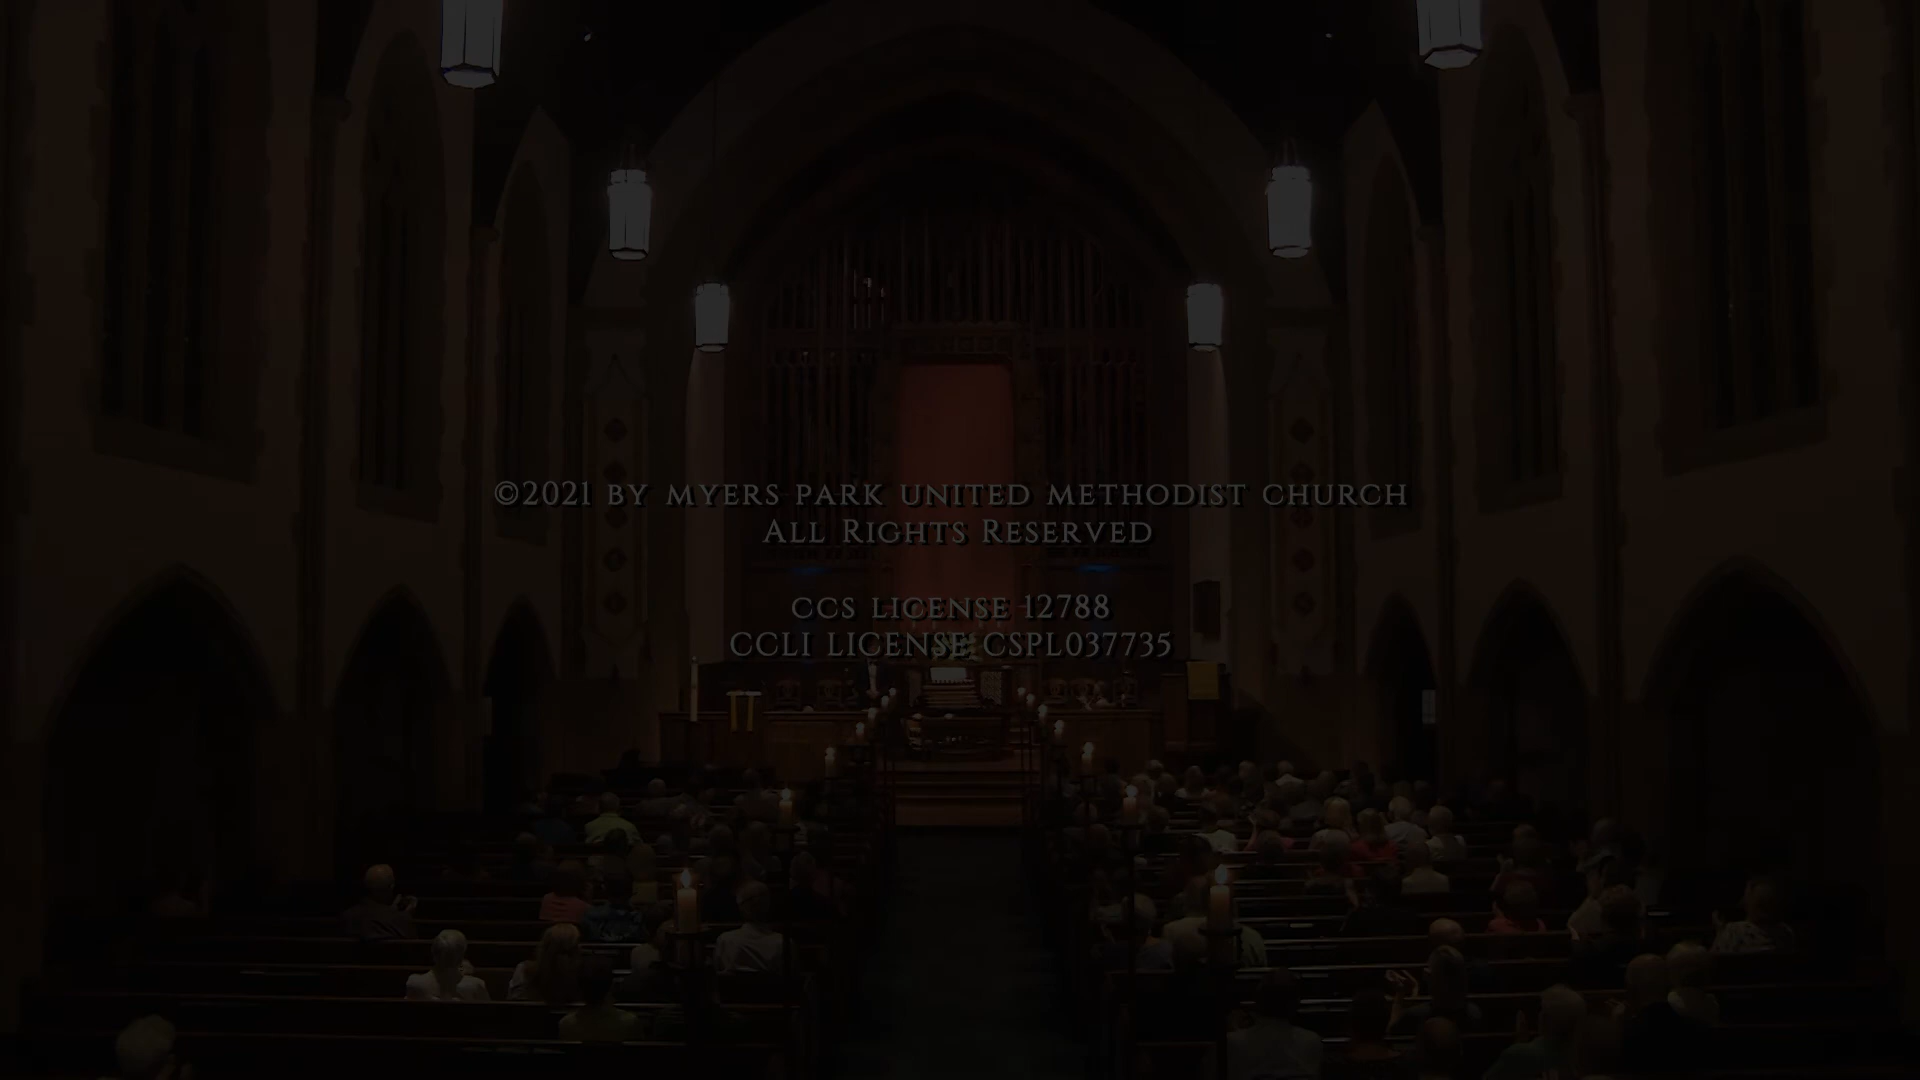 ©2021 BY MYERS PARK UNITED METHODIST CHURCH
ALL RIGHTS RESERVED
CCS LICENSE 12788
CCLI LICENSE CSPL037735